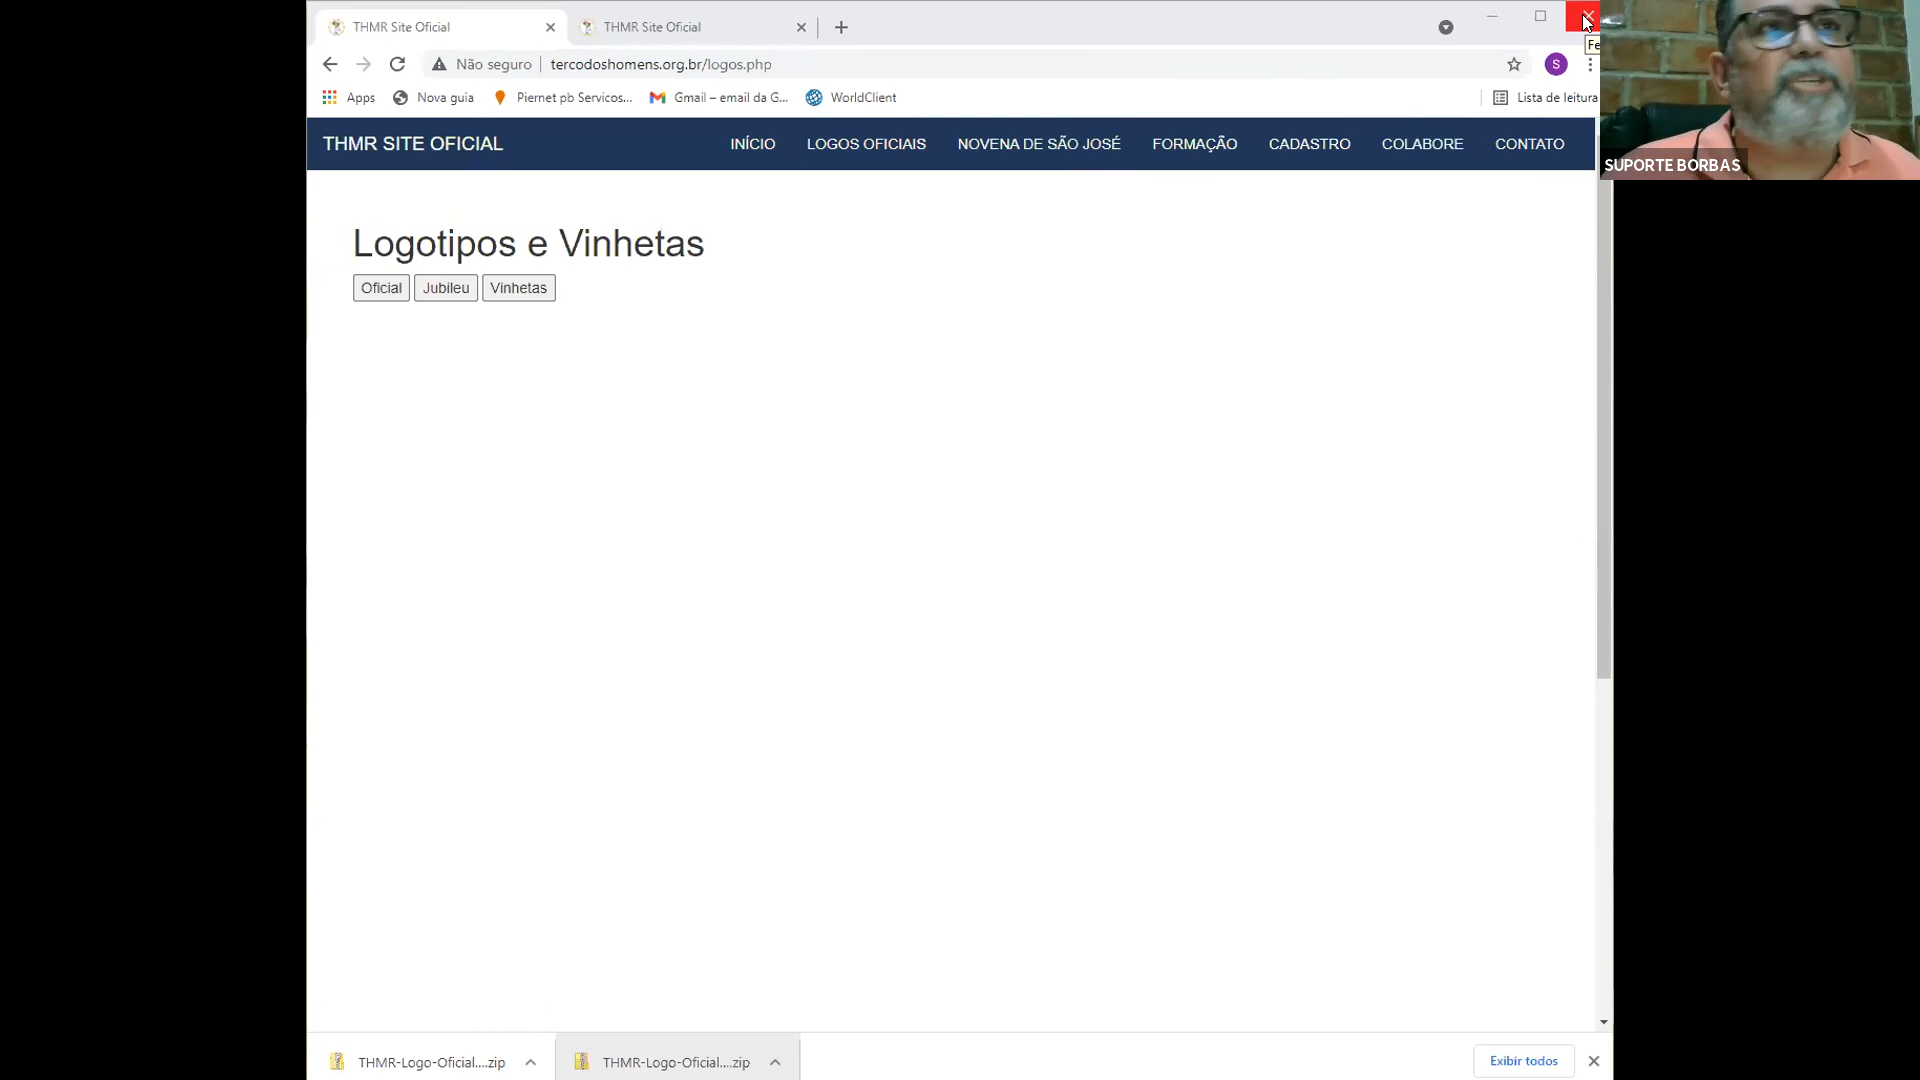 THMR Site Oficial
THMR Site Oficial
Fe
Não seguro
tercodoshomens.org.br/logos.php
S
Apps
Nova guia
Piernet pb Servicos...
Gmail – email da G...
WorldClient
Lista de leitura
SUPORTE BORBAS
THMR SITE OFICIAL
INÍCIO
LOGOS OFICIAIS
NOVENA DE SÃO JOSÉ
FORMAÇÃO
CADASTRO
COLABORE
CONTATO
Logotipos e Vinhetas
Oficial
Jubileu
Vinhetas
THMR-Logo-Oficial....zip
THMR-Logo-Oficial....zip
Exibir todos